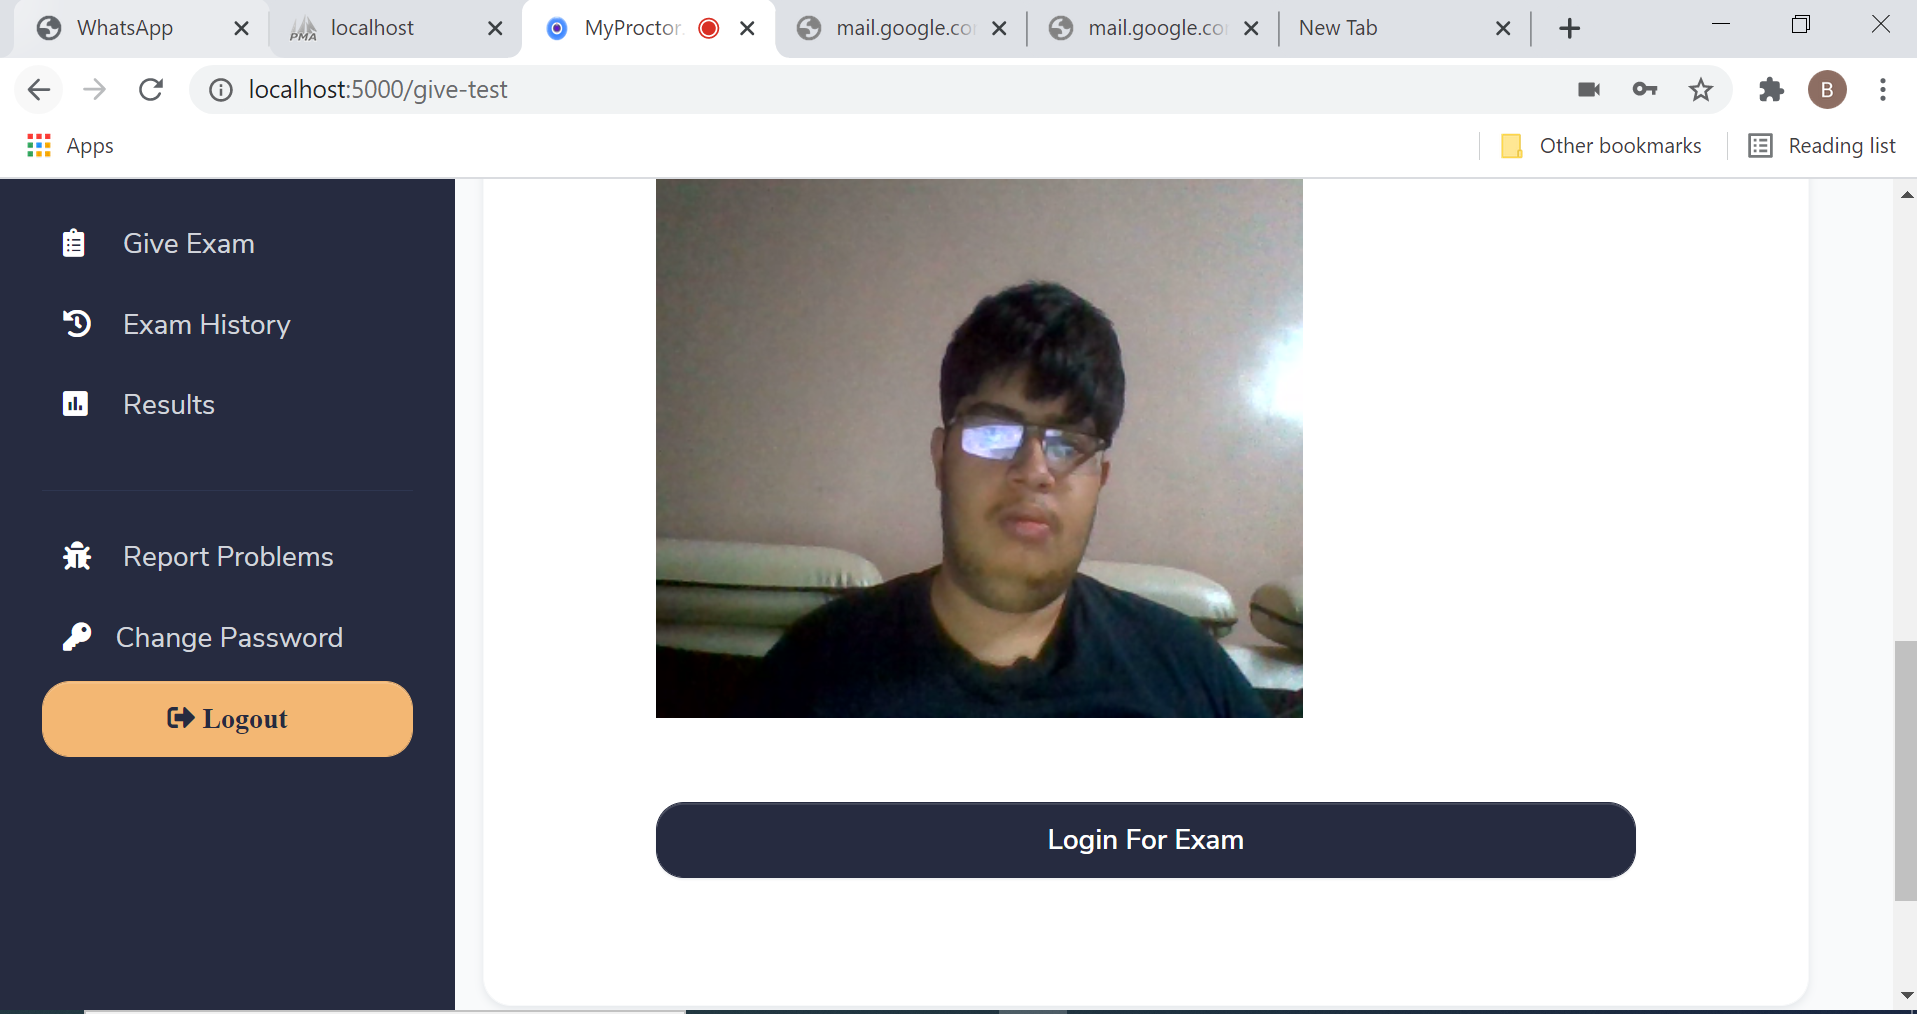 WhatsApp
localhost
MyProctor.
mail.google.co
mail.google.co
New Tab
localhost:5000/give-test
B
Apps
Other bookmarks
Reading list
PMA
Give Exam
Exam History
Results
Report Problems
Change Password
Logout
Login For Exam